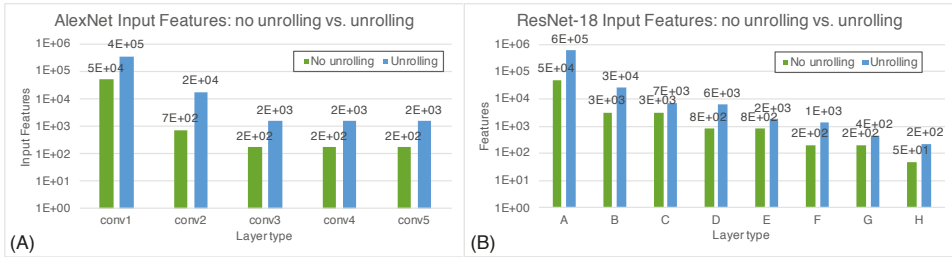 AlexNet Input Features: no unrolling vs. unrolling
1E+06
1E+05
1E+04
1E+03
1E+02
1E+01
1E+00
Input Features
No unrolling
Unrolling
5E+04
4E+05
7E+02
2E+04
2E+02
2E+03
2E+02
2E+03
2E+02
2E+03
conv1
conv2
conv3
conv4
conv5
Layer type
(A)
ResNet-18 Input Features: no unrolling vs. unrolling
1E+06
1E+05
1E+04
1E+03
1E+02
1E+01
1E+00
Features
No unrolling
Unrolling
5E+04
6E+05
3E+03
3E+04
3E+03
7E+03
8E+02
6E+03
8E+02
2E+03
2E+02
1E+03
2E+02
4E+02
5E+01
2E+02
A
B
C
D
E
F
G
H
Layer type
(B)